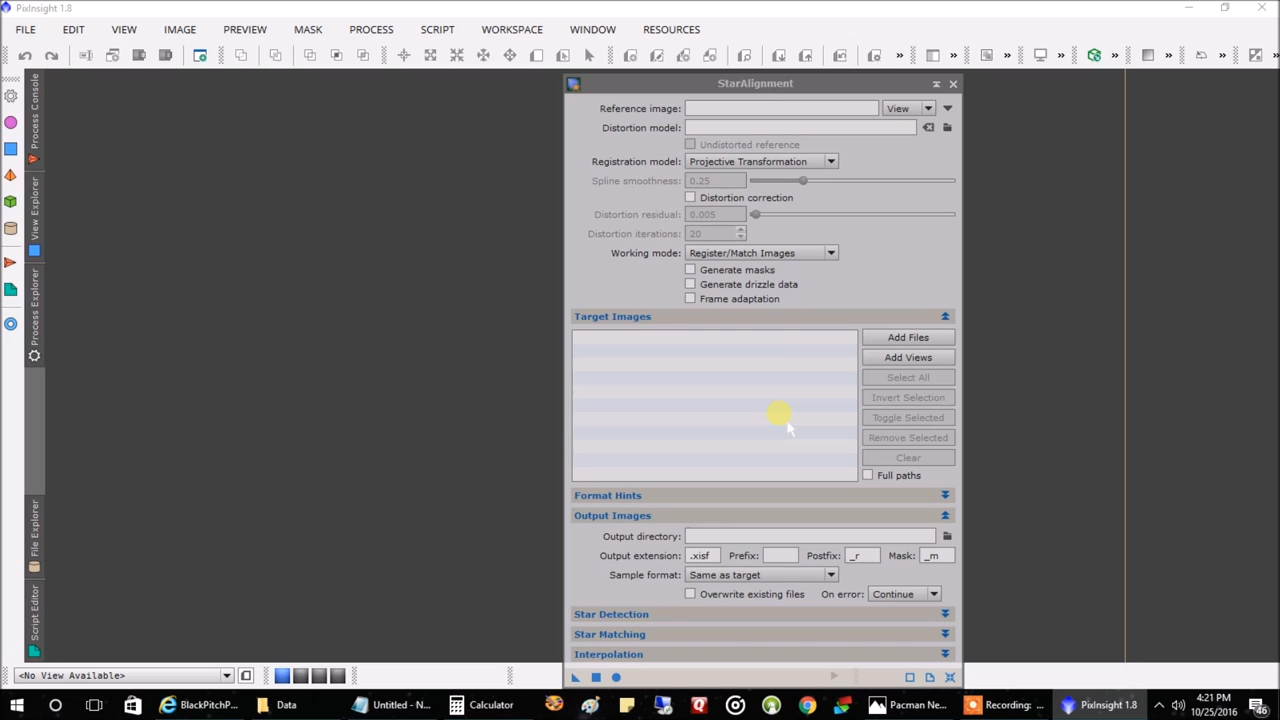 PixInsight 1.8
FILE EDIT VIEW IMAGE PREVIEW MASK PROCESS SCRIPT WORKSPACE WINDOW RESOURCES
»
»
»
»
»
»
»
Process Console
View Explorer
Process Explorer
File Explorer
Script Editor
StarAlignment
Reference image: View
Distortion model:
Undistorted reference
Registration model: Projective Transformation
Spline smoothness: 0.25
Distortion correction
Distortion residual: 0.005
Distortion iterations: 20
Working mode: Register/Match Images
Generate masks
Generate drizzle data
Frame adaptation
Target Images
Add Files
Add Views
Select All
Invert Selection
Toggle Selected
Remove Selected
Clear
Full paths
Format Hints
Output Images
Output directory:
Output extension: .xisf Prefix: Postfix: _r Mask: _m
Sample format: Same as target
Overwrite existing files On error: Continue
Star Detection
Star Matching
Interpolation
<No View Available>
BlackPitchP... Data Untitled - N... Calculator Pacman Ne... Recording: ... PixInsight 1.8
4:21 PM
10/25/2016
46